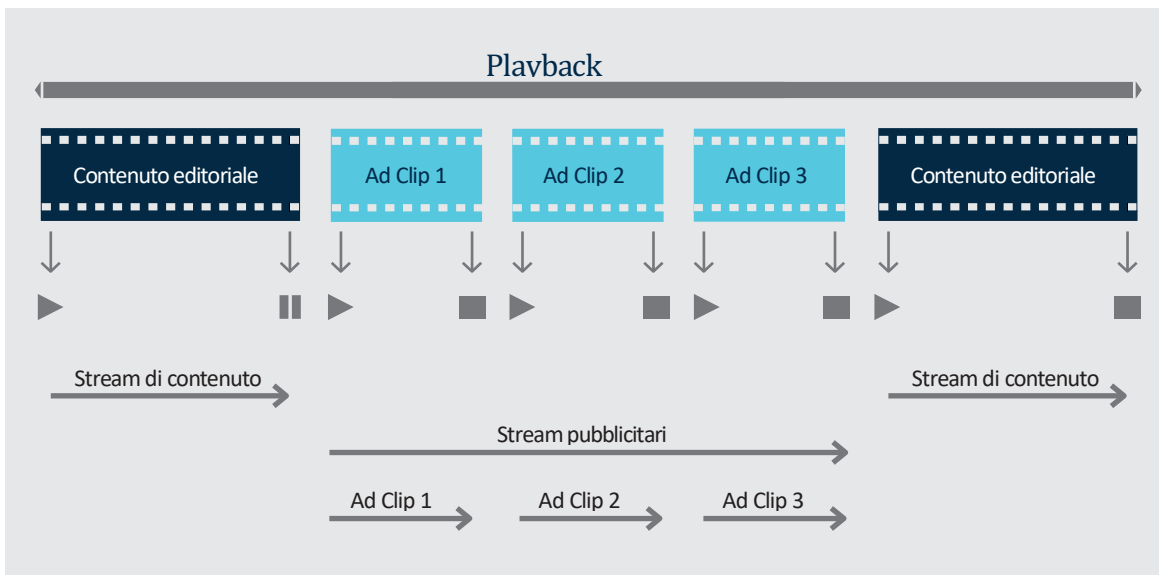 Playback
Contenuto editoriale
Ad Clip 1
Ad Clip 2
Ad Clip 3
Contenuto editoriale
Stream di contenuto
Stream di contenuto
Stream pubblicitari
Ad Clip 1
Ad Clip 2
Ad Clip 3